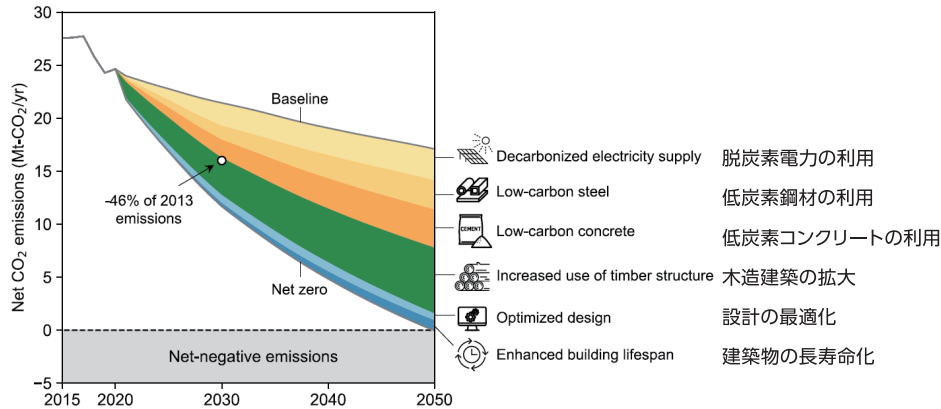 Net CO₂ emissions (Mt-CO₂/yr)
30
25
20
15
10
5
0
−5
2015
2020
2030
2040
2050
Baseline
-46% of 2013
emissions
Net zero
Net-negative emissions
Decarbonized electricity supply 脱炭素電力の利用
Low-carbon steel 低炭素鋼材の利用
CEMENT
Low-carbon concrete 低炭素コンクリートの利用
Increased use of timber structure 木造建築の拡大
Optimized design 設計の最適化
Enhanced building lifespan 建築物の長寿命化